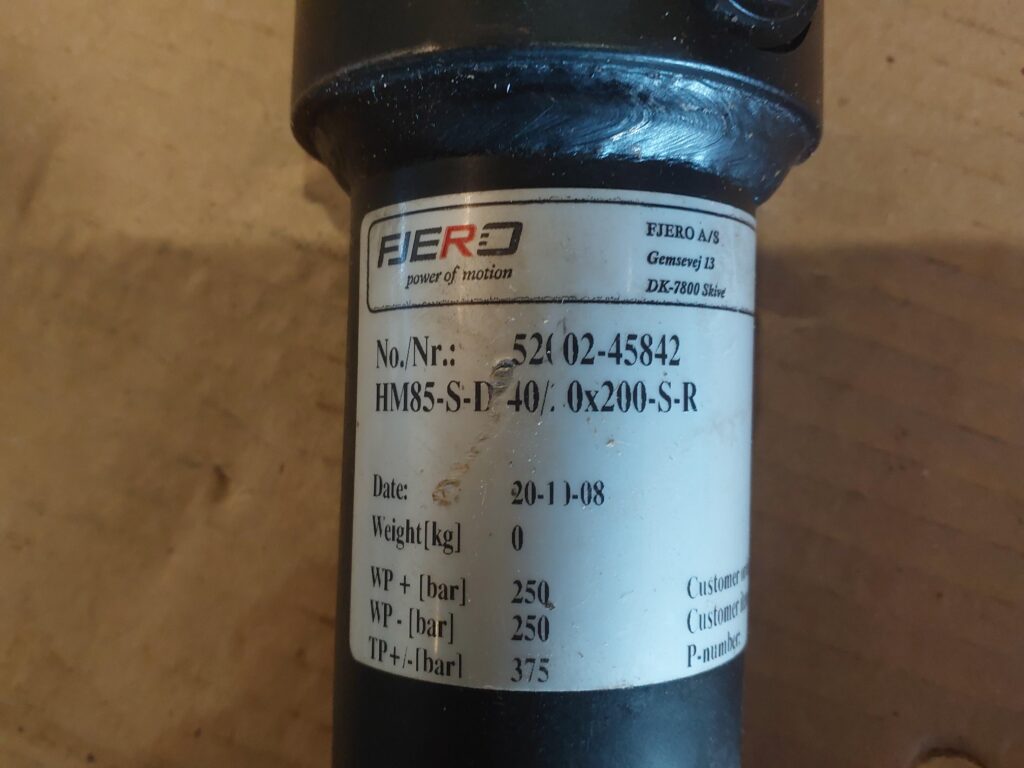 FJERO
power of motion
FJERO A/S
Gemsevej 13
DK-7800 Skive
No./Nr.:
HM85-S-D
Date:
Weight[kg] 0
WP + [bar] 250
WP - [bar] 250
TP+/-[bar] 375
Customer
Customer
P-number: